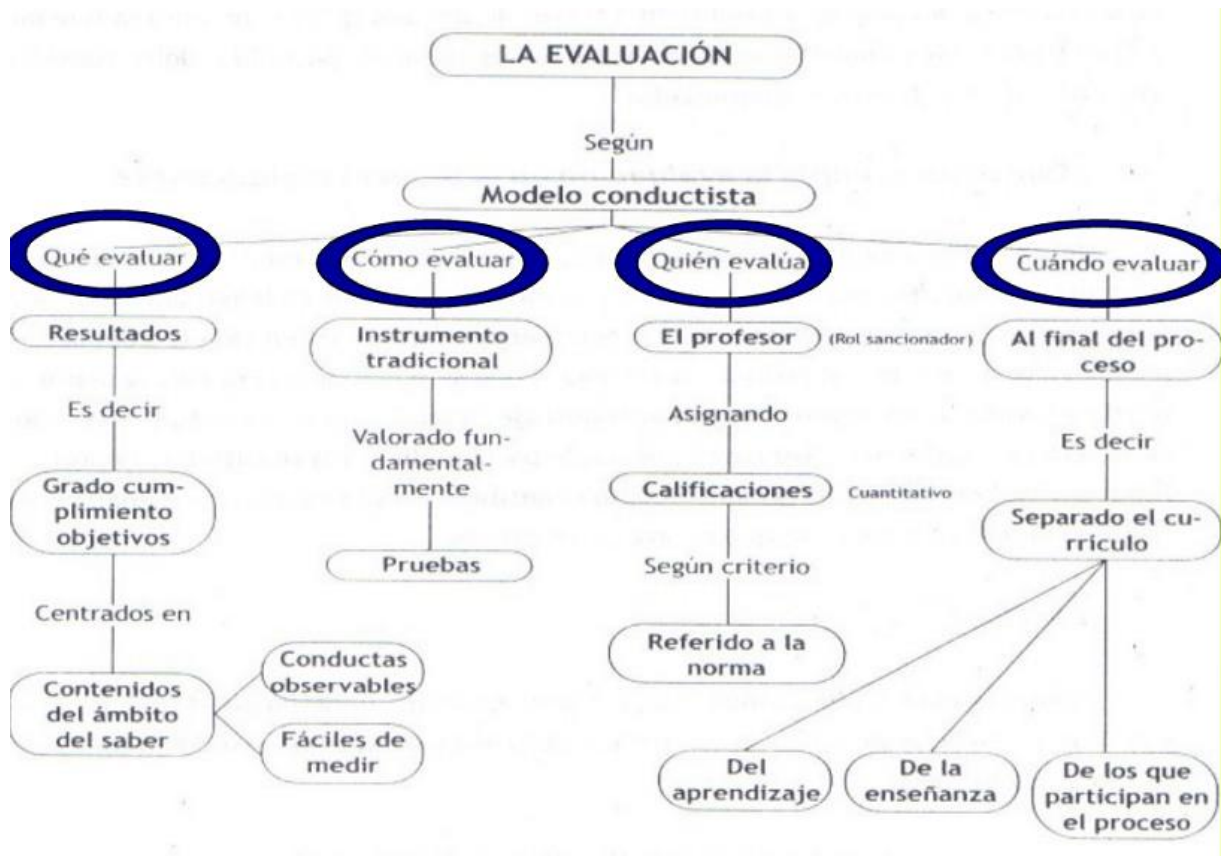 LA EVALUACIÓN
Según
Modelo conductista
Qué evaluar
Cómo evaluar
Quién evalúa
Cuándo evaluar
Resultados
Instrumento
tradicional
El profesor
(Rol sancionador)
Al final del pro-
ceso
Es decir
Valorado fun-
damental-
mente
Asignando
Es decir
Grado cum-
plimiento
objetivos
Pruebas
Calificaciones
Cuantitativo
Separado el cu-
rrículo
Centrados en
Según criterio
Contenidos
del ámbito
del saber
Conductas
observables
Fáciles de
medir
Referido a la
norma
Del
aprendizaje
De la
enseñanza
De los que
participan en
el proceso